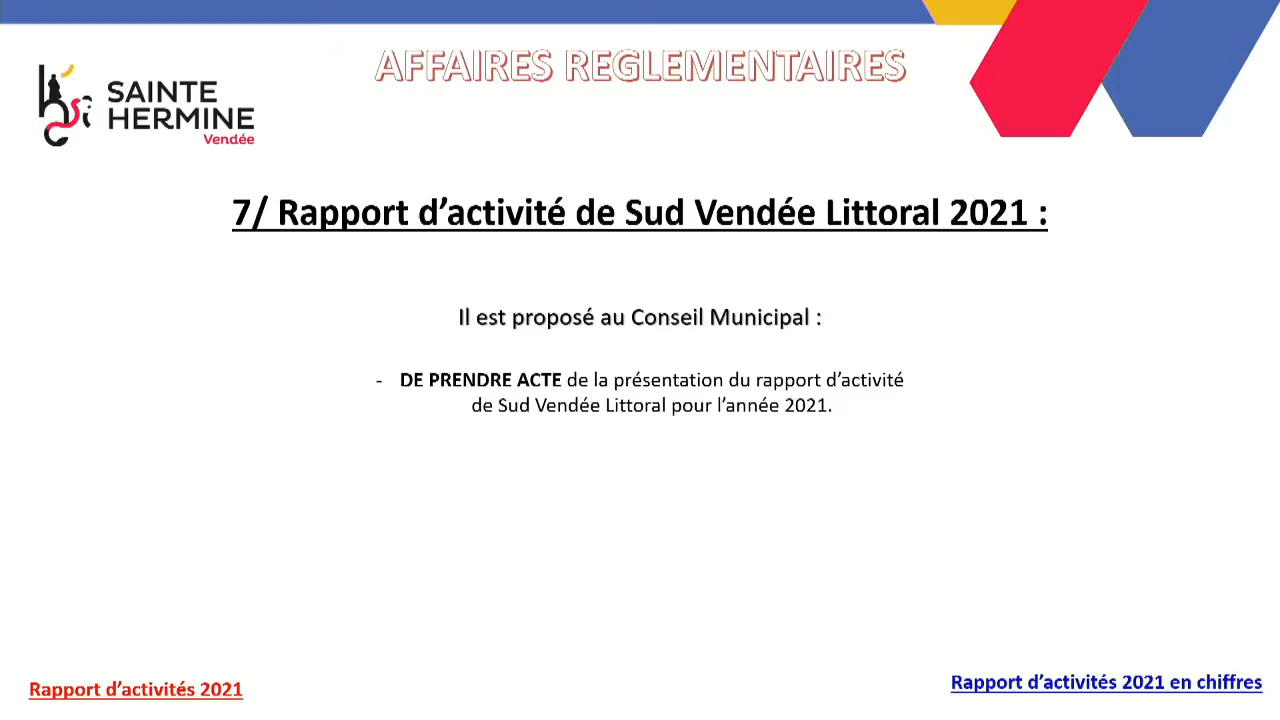 AFFAIRES REGLEMENTAIRES
SAINTE
HERMINE
Vendée
7/ Rapport d’activité de Sud Vendée Littoral 2021 :
Il est proposé au Conseil Municipal :
- DE PRENDRE ACTE de la présentation du rapport d’activité
de Sud Vendée Littoral pour l’année 2021.
Rapport d’activités 2021
Rapport d’activités 2021 en chiffres